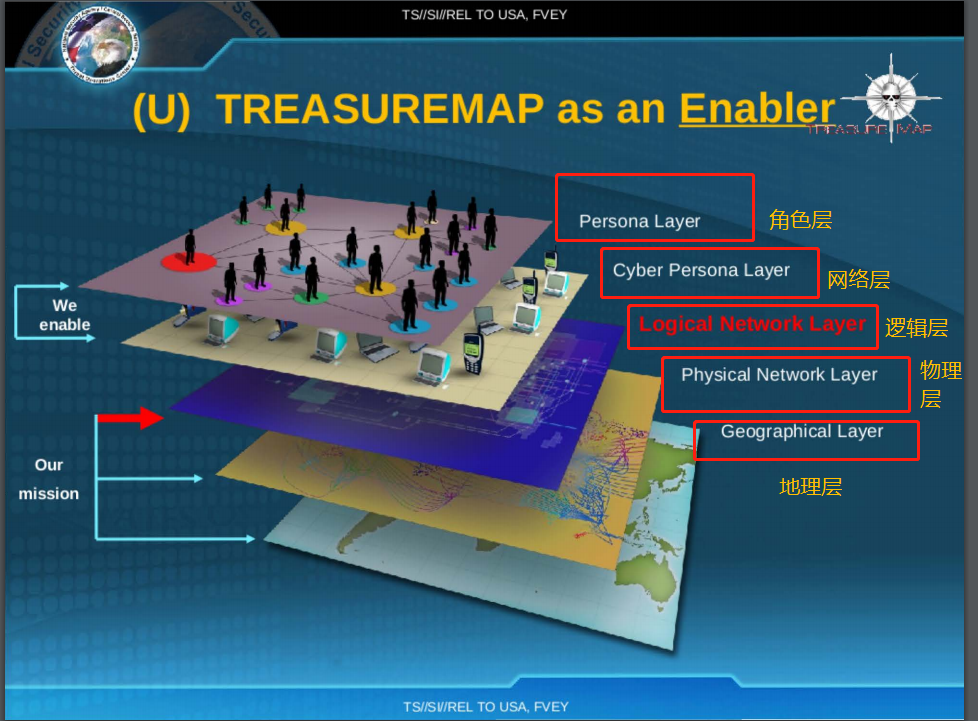 TS//SI//REL TO USA, FVEY
(U) TREASUREMAP as an Enabler
TREASURE MAP
Persona Layer
角色层
Cyber Persona Layer
网络层
We
enable
Logical Network Layer
逻辑层
Physical Network Layer
物理
层
Geographical Layer
Our
mission
地理层
TS//SI//REL TO USA, FVEY